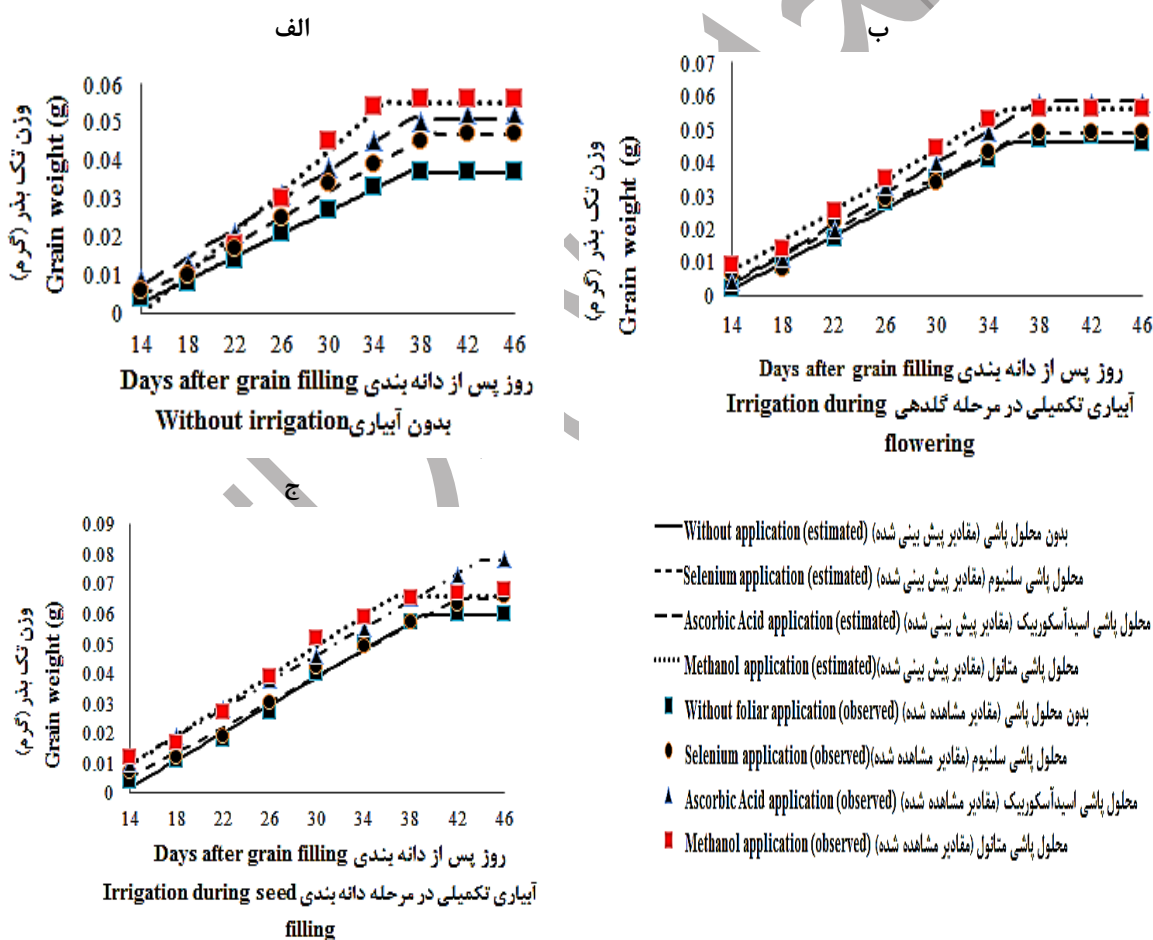 الف
وزن تک بذر (گرم)
Grain weight (g)
0.06
0.05
0.04
0.03
0.02
0.01
0
14 18 22 26 30 34 38 42 46
Days after grain filling روز پس از دانه بندی
Without irrigation بدون آبیاری
ب
وزن تک بذر (گرم)
Grain weight (g)
0.07
0.06
0.05
0.04
0.03
0.02
0.01
0
14 18 22 26 30 34 38 42 46
Days after grain filling روز پس از دانه بندی
Irrigation during آبیاری تکمیلی در مرحله گلدهی
flowering
ج
وزن تک بذر (گرم)
Grain weight (g)
0.09
0.08
0.07
0.06
0.05
0.04
0.03
0.02
0.01
0
14 18 22 26 30 34 38 42 46
Days after grain filling روز پس از دانه بندی
Irrigation during seed آبیاری تکمیلی در مرحله دانه بندی
filling
Without application (estimated) بدون محلول پاشی (مقادیر پیش بینی شده)
Selenium application (estimated) محلول پاشی سلنیوم (مقادیر پیش بینی شده)
Ascorbic Acid application (estimated) محلول پاشی اسیدآسکوربیک (مقادیر پیش بینی شده)
Methanol application (estimated) محلول پاشی متانول (مقادیر پیش بینی شده)
Without foliar application (observed) بدون محلول پاشی (مقادیر مشاهده شده)
Selenium application (observed) محلول پاشی سلنیوم (مقادیر مشاهده شده)
Ascorbic Acid application (observed) محلول پاشی اسیدآسکوربیک (مقادیر مشاهده شده)
Methanol application (observed) محلول پاشی متانول (مقادیر مشاهده شده)